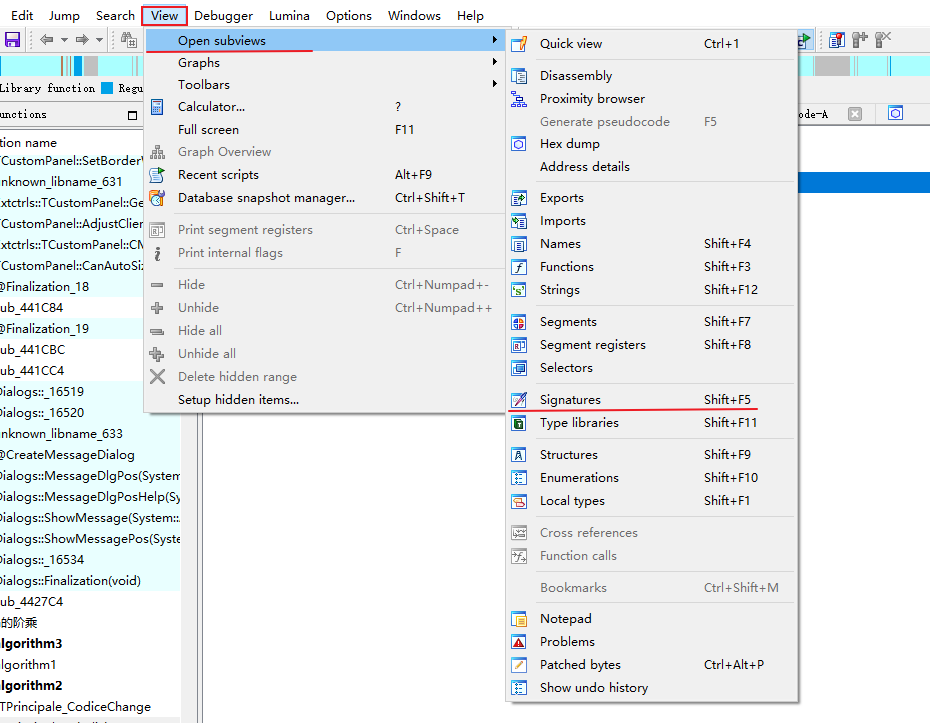 Edit Jump Search View Debugger Lumina Options Windows Help
Library function Regu
unctions
ode-A
tion name
CustomPanel::SetBorderW
nknown_libname_631
xtctrls::TCustomPanel::Ge
CustomPanel::AdjustClien
xtctrls::TCustomPanel::CM
CustomPanel::CanAutoSiz
@Finalization_18
ub_441C84
@Finalization_19
ub_441CBC
ub_441CC4
Dialogs::_16519
Dialogs::_16520
nknown_libname_633
@CreateMessageDialog
Dialogs::MessageDlgPos(System
Dialogs::MessageDlgPosHelp(Sy
Dialogs::ShowMessage(System::
Dialogs::ShowMessagePos(Syste
Dialogs::_16534
Dialogs::Finalization(void)
ub_4427C4
的阶乘
lgorithm3
lgorithm1
lgorithm2
TPrincipale_CodiceChange
Open subviews
Graphs
Toolbars
Calculator... ?
Full screen F11
Graph Overview
Recent scripts Alt+F9
Database snapshot manager... Ctrl+Shift+T
Print segment registers Ctrl+Space
Print internal flags F
Hide Ctrl+Numpad+-
Unhide Ctrl+Numpad++
Hide all
Unhide all
Delete hidden range
Setup hidden items...
Quick view Ctrl+1
Disassembly
Proximity browser
Generate pseudocode F5
Hex dump
Address details
Exports
Imports
Names Shift+F4
Functions Shift+F3
Strings Shift+F12
Segments Shift+F7
Segment registers Shift+F8
Selectors
Signatures Shift+F5
Type libraries Shift+F11
Structures Shift+F9
Enumerations Shift+F10
Local types Shift+F1
Cross references
Function calls
Bookmarks Ctrl+Shift+M
Notepad
Problems
Patched bytes Ctrl+Alt+P
Show undo history